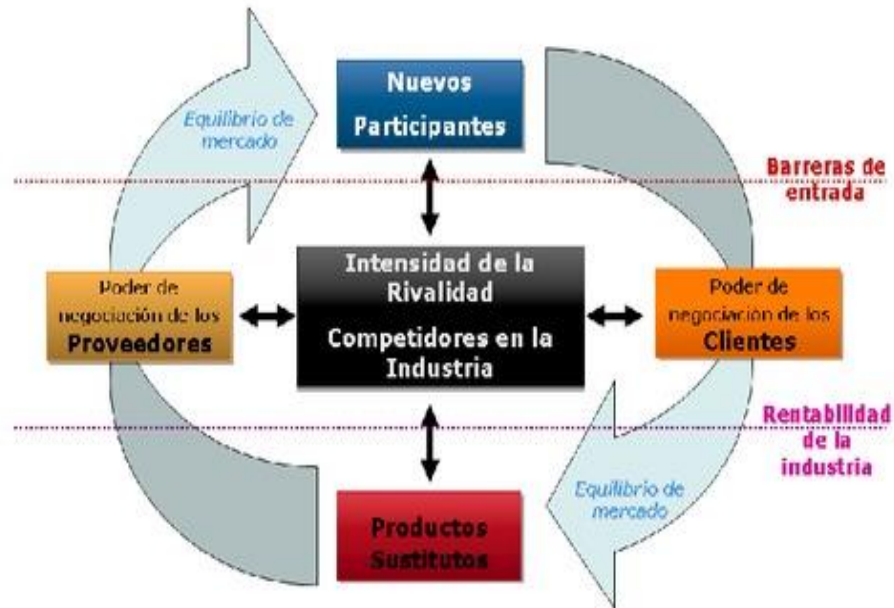 Nuevos
Participantes
Equilibrio de
mercado
Barreras de
entrada
Poder de
negociación de los
Proveedores
Intensidad de la
Rivalidad
Competidores en la
Industria
Poder de
negociación de los
Clientes
Rentabilidad
de la
industria
Productos
Sustitutos
Equilibrio de
mercado